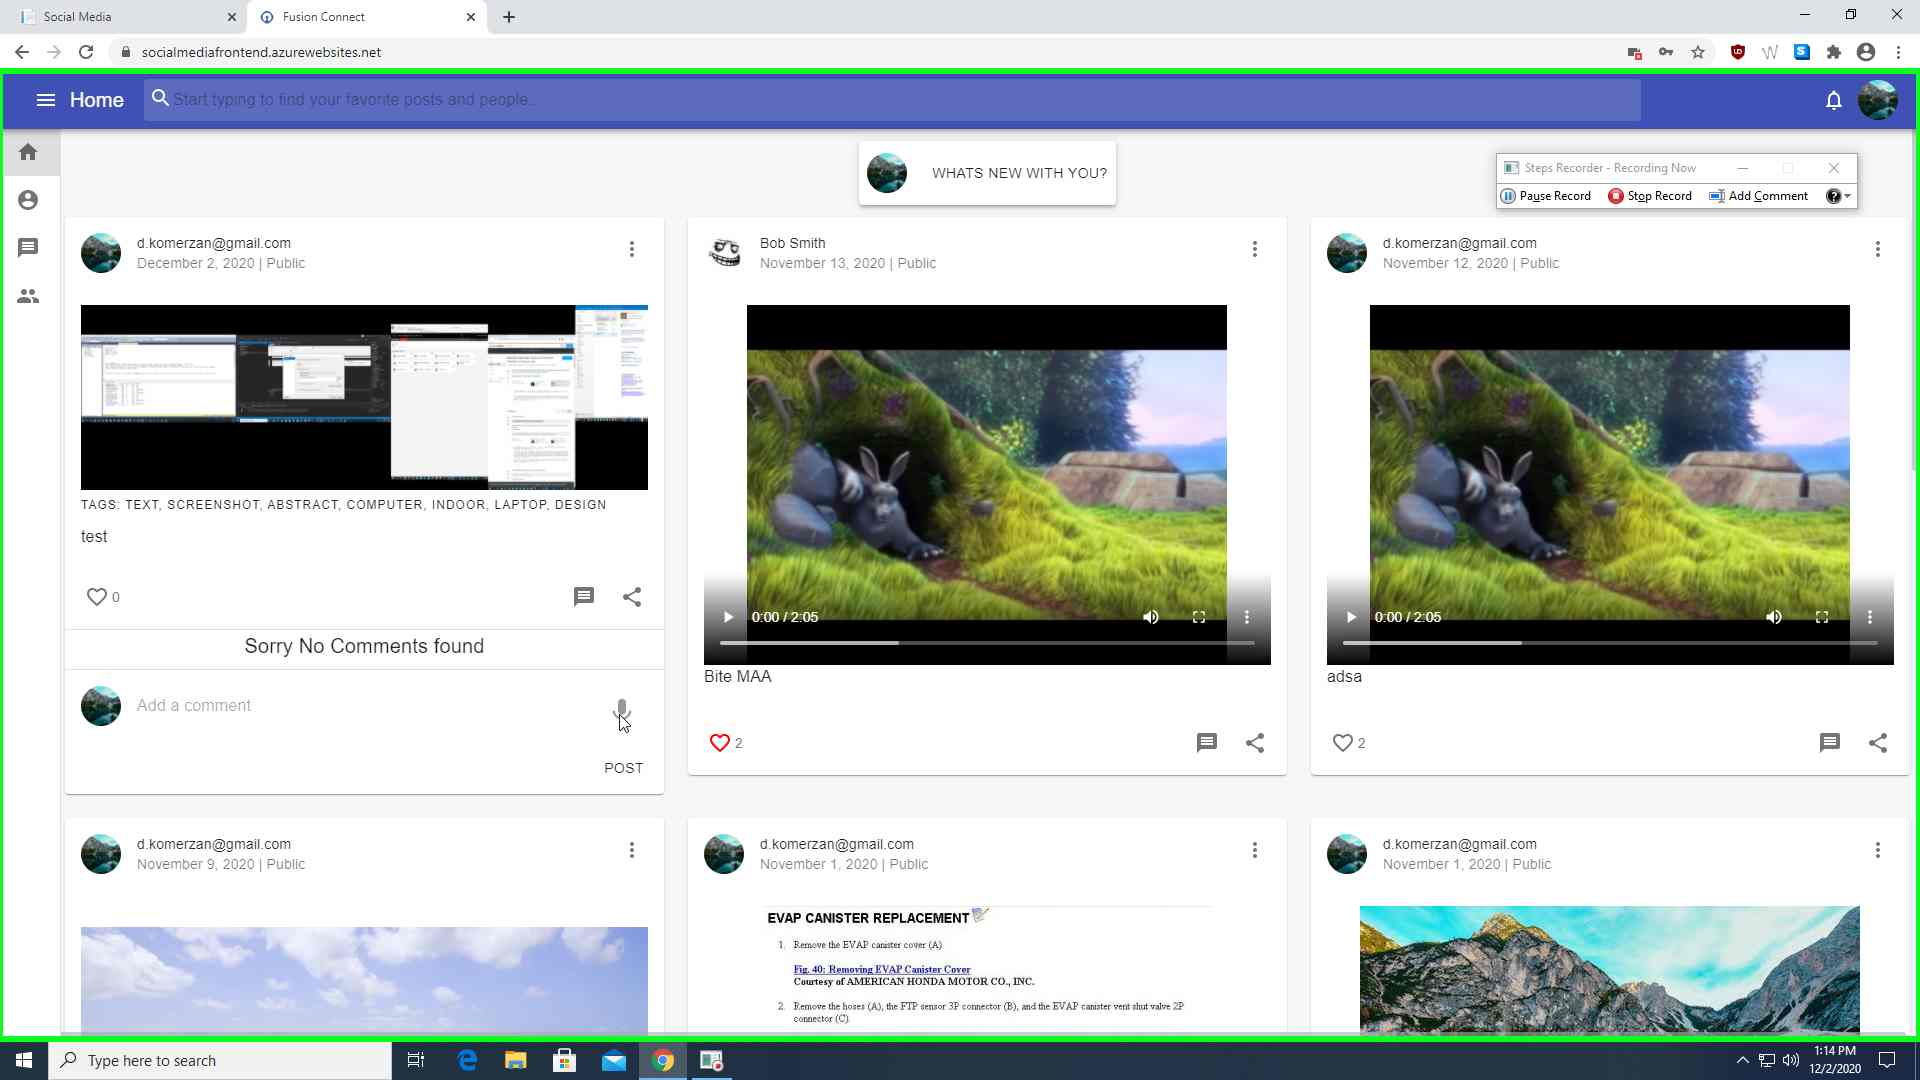 Social Media
Fusion Connect
socialmediafrontend.azurewebsites.net
Home
Start typing to find your favorite posts and people..
WHATS NEW WITH YOU?
Steps Recorder - Recording Now
Pause Record
Stop Record
Add Comment
d.komerzan@gmail.com
December 2, 2020 | Public
TAGS: TEXT, SCREENSHOT, ABSTRACT, COMPUTER, INDOOR, LAPTOP, DESIGN
test
0
Sorry No Comments found
Add a comment
POST
Bob Smith
November 13, 2020 | Public
0:00 / 2:05
Bite MAA
2
d.komerzan@gmail.com
November 12, 2020 | Public
0:00 / 2:05
adsa
2
d.komerzan@gmail.com
November 9, 2020 | Public
d.komerzan@gmail.com
November 1, 2020 | Public
EVAP CANISTER REPLACEMENT
1. Remove the EVAP canister cover (A)
Fig. 40: Removing EVAP Canister Cover
Courtesy of AMERICAN HONDA MOTOR CO., INC.
2. Remove the hoses (A), the FTP sensor 3P connector (B), and the EVAP canister vent shut valve 2P
connector (C).
d.komerzan@gmail.com
November 1, 2020 | Public
Type here to search
1:14 PM
12/2/2020